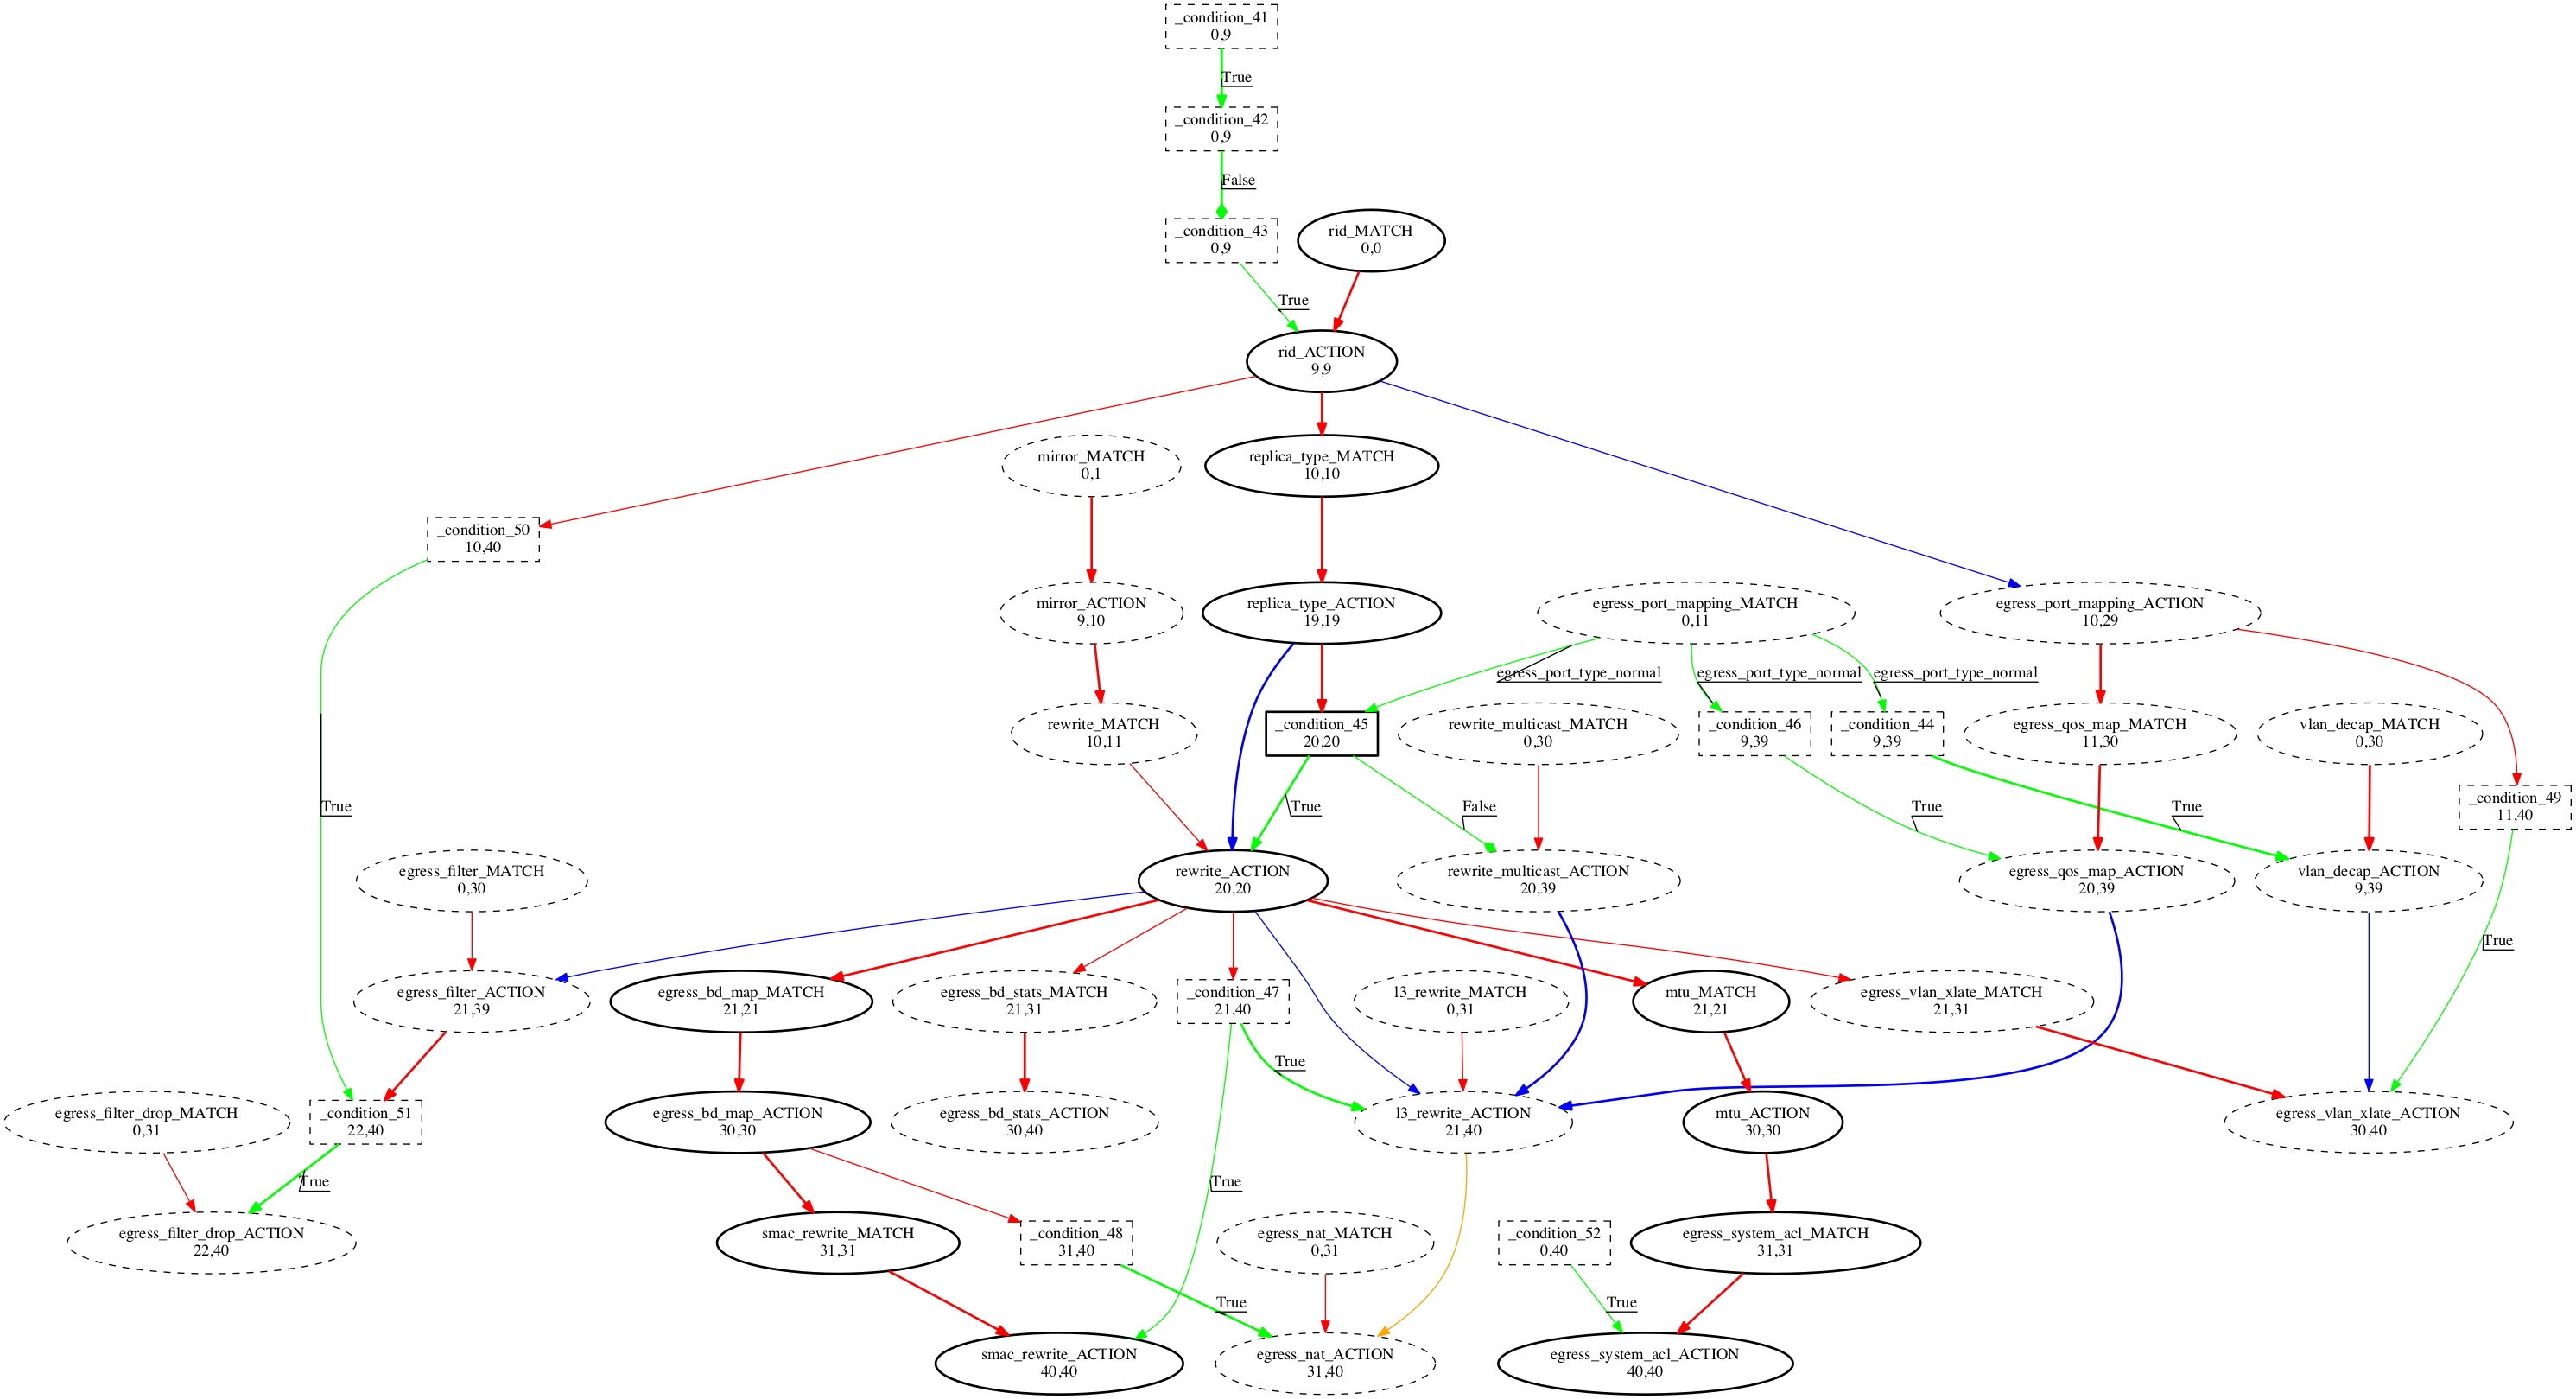 _condition_41
0,9
True
_condition_42
0,9
False
_condition_43
0,9
rid_MATCH
0,0
True
rid_ACTION
9,9
mirror_MATCH
0,1
replica_type_MATCH
10,10
_condition_50
10,40
mirror_ACTION
9,10
replica_type_ACTION
19,19
egress_port_mapping_MATCH
0,11
egress_port_mapping_ACTION
10,29
egress_port_type_normal
egress_port_type_normal
egress_port_type_normal
rewrite_MATCH
10,11
_condition_45
20,20
rewrite_multicast_MATCH
0,30
_condition_46
9,39
_condition_44
9,39
egress_qos_map_MATCH
11,30
vlan_decap_MATCH
0,30
True
True
False
True
True
_condition_49
11,40
egress_filter_MATCH
0,30
rewrite_ACTION
20,20
rewrite_multicast_ACTION
20,39
egress_qos_map_ACTION
20,39
vlan_decap_ACTION
9,39
True
egress_filter_ACTION
21,39
egress_bd_map_MATCH
21,21
egress_bd_stats_MATCH
21,31
_condition_47
21,40
l3_rewrite_MATCH
0,31
mtu_MATCH
21,21
egress_vlan_xlate_MATCH
21,31
True
egress_filter_drop_MATCH
0,31
_condition_51
22,40
egress_bd_map_ACTION
30,30
egress_bd_stats_ACTION
30,40
l3_rewrite_ACTION
21,40
mtu_ACTION
30,30
egress_vlan_xlate_ACTION
30,40
True
True
egress_filter_drop_ACTION
22,40
smac_rewrite_MATCH
31,31
_condition_48
31,40
egress_nat_MATCH
0,31
_condition_52
0,40
egress_system_acl_MATCH
31,31
True
True
smac_rewrite_ACTION
40,40
egress_nat_ACTION
31,40
egress_system_acl_ACTION
40,40